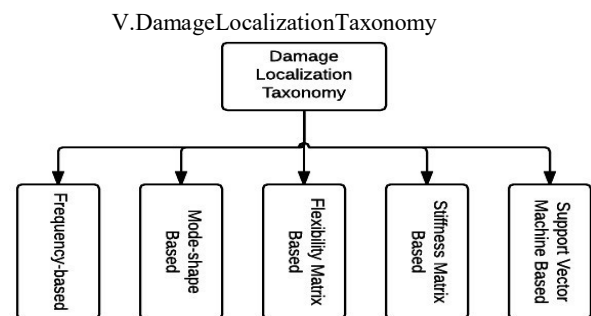 V.DamageLocalizationTaxonomy
Damage
Localization
Taxonomy
Frequency-based
Mode-shape
Based
Flexibility Matrix
Based
Stiffness Matrix
Based
Support Vector
Machine Based